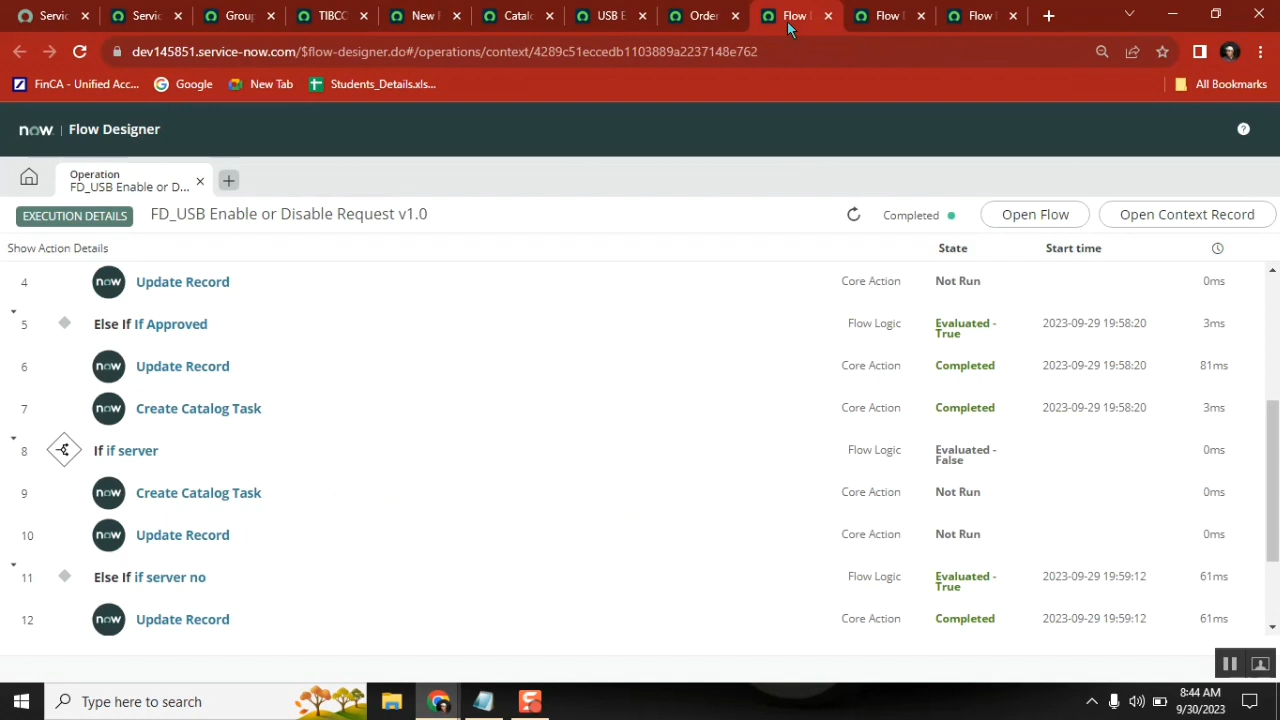 Servic
Servic
Group
TIBCO
New R
Catalo
USB E
Order
Flow
Flow
Flow
dev145851.service-now.com/$flow-designer.do#/operations/context/4289c51eccedb1103889a2237148e762
FinCA - Unified Acc...
Google
New Tab
Students_Details.xls...
All Bookmarks
now. | Flow Designer
Operation
FD_USB Enable or D...
EXECUTION DETAILS
FD_USB Enable or Disable Request v1.0
Completed
Open Flow
Open Context Record
Show Action Details State Start time
4 now Update Record Core Action Not Run 0ms
5 Else If If Approved Flow Logic Evaluated - True 2023-09-29 19:58:20 3ms
6 now Update Record Core Action Completed 2023-09-29 19:58:20 81ms
7 now Create Catalog Task Core Action Completed 2023-09-29 19:58:20 3ms
8 If if server Flow Logic Evaluated - False 0ms
9 now Create Catalog Task Core Action Not Run 0ms
10 now Update Record Core Action Not Run 0ms
11 Else If if server no Flow Logic Evaluated - True 2023-09-29 19:59:12 61ms
12 now Update Record Core Action Completed 2023-09-29 19:59:12 61ms
Type here to search
8:44 AM
9/30/2023